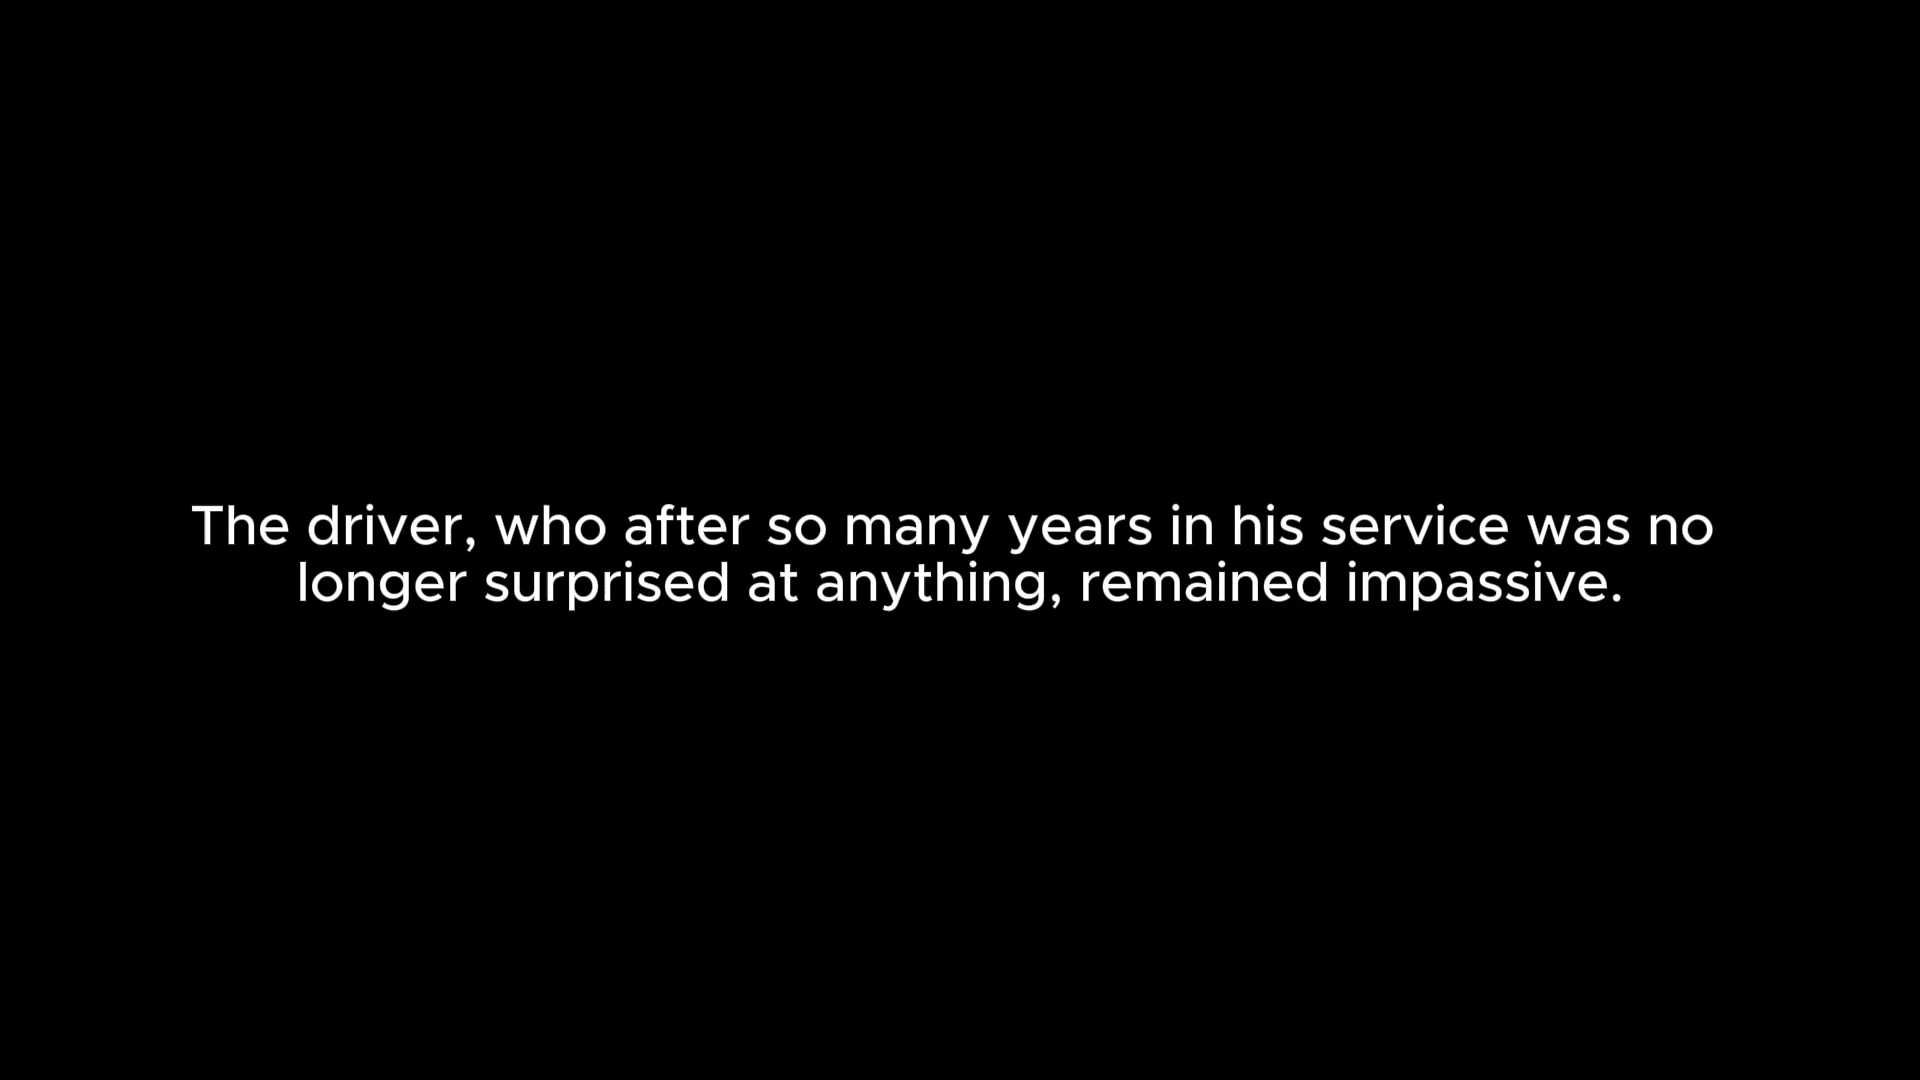 The driver, who after so many years in his service was no
longer surprised at anything, remained impassive.